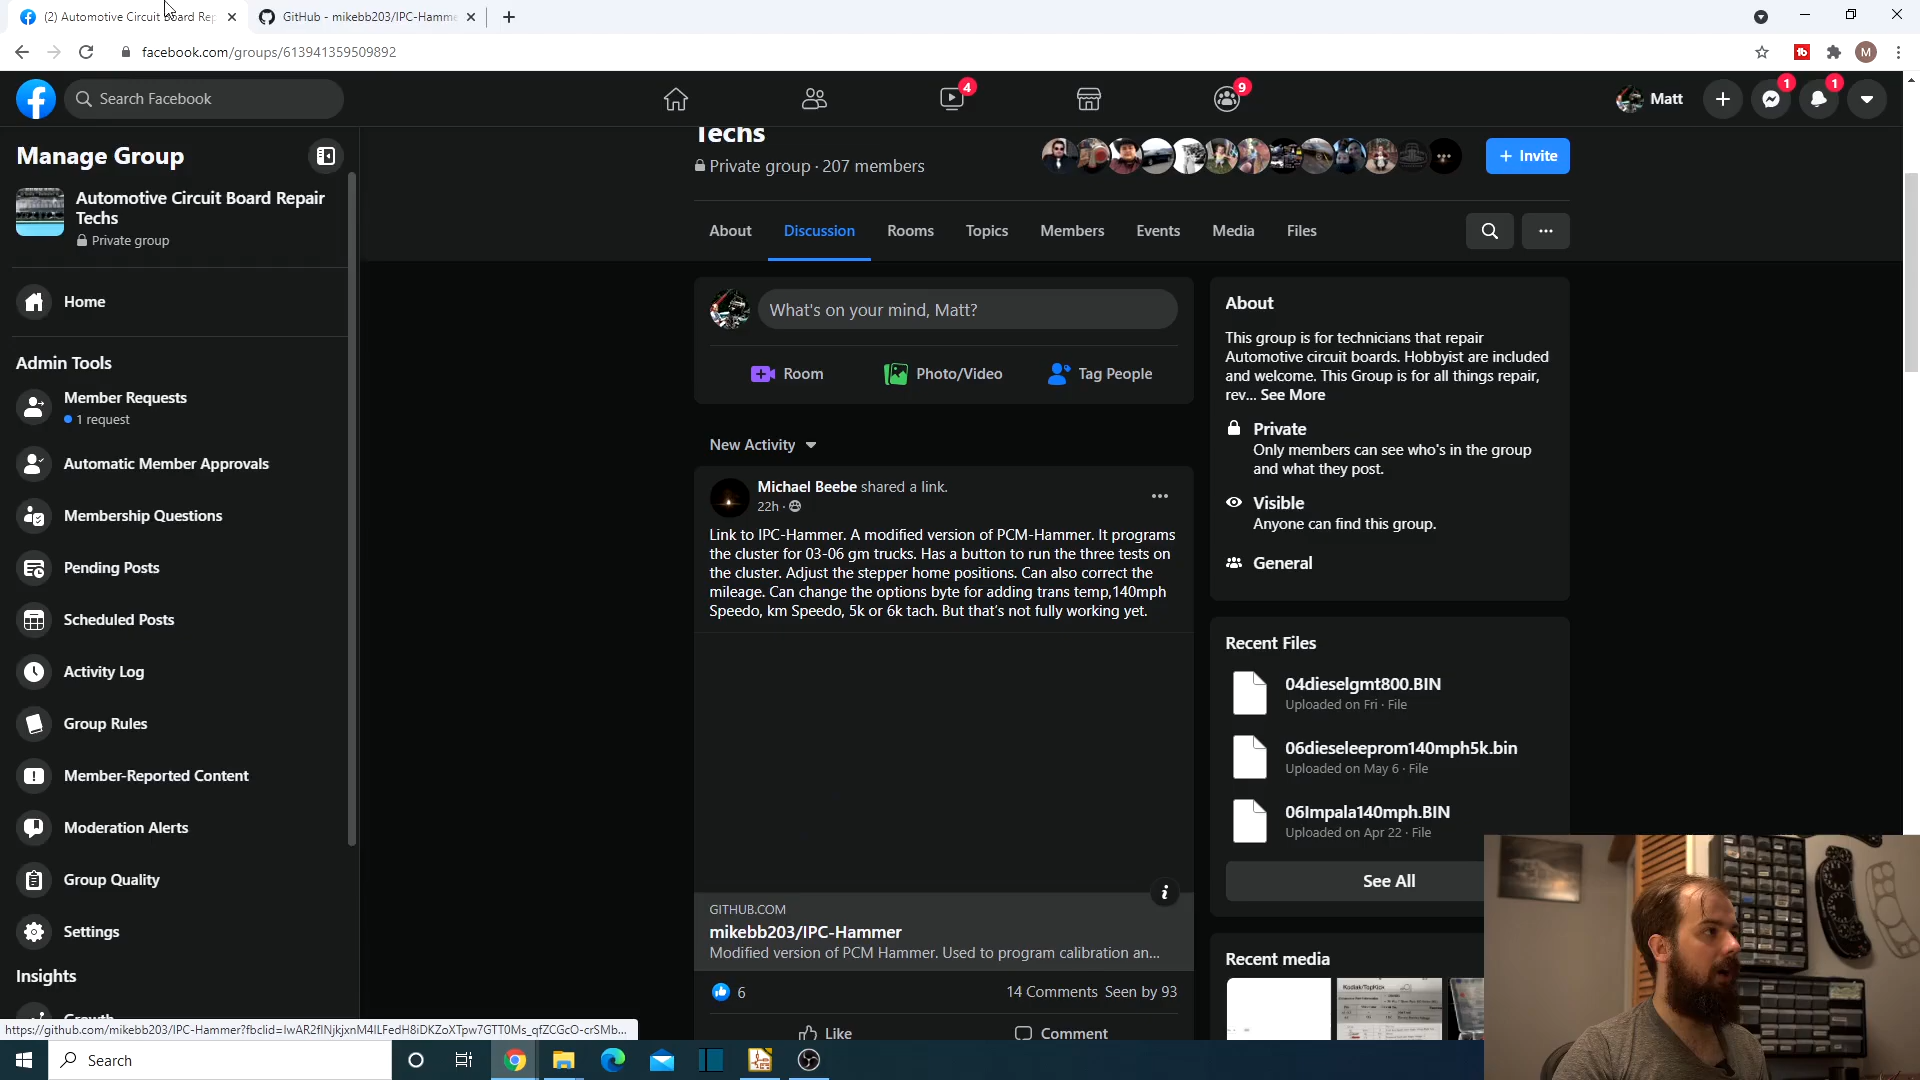 (2) Automotive Circuit Board Rep
GitHub - mikebb203/IPC-Hamme
facebook.com/groups/613941359509892
M
Search Facebook
4
9
Matt
1
1
Manage Group
Automotive Circuit Board Repair
Techs
Private group
Home
Admin Tools
Member Requests
1 request
Automatic Member Approvals
Membership Questions
Pending Posts
Scheduled Posts
Activity Log
Group Rules
Member-Reported Content
Moderation Alerts
Group Quality
Settings
Insights
Growth
Techs
Private group · 207 members
+ Invite
About
Discussion
Rooms
Topics
Members
Events
Media
Files
What's on your mind, Matt?
Room
Photo/Video
Tag People
New Activity
Michael Beebe shared a link.
22h ·
Link to IPC-Hammer. A modified version of PCM-Hammer. It programs
the cluster for 03-06 gm trucks. Has a button to run the three tests on
the cluster. Adjust the stepper home positions. Can also correct the
mileage. Can change the options byte for adding trans temp,140mph
Speedo, km Speedo, 5k or 6k tach. But that's not fully working yet.
GITHUB.COM
mikebb203/IPC-Hammer
Modified version of PCM Hammer. Used to program calibration an...
6
14 Comments Seen by 93
Like
Comment
About
This group is for technicians that repair
Automotive circuit boards. Hobbyist are included
and welcome. This Group is for all things repair,
rev... See More
Private
Only members can see who's in the group
and what they post.
Visible
Anyone can find this group.
General
Recent Files
04dieselgmt800.BIN
Uploaded on Fri · File
06dieseleeprom140mph5k.bin
Uploaded on May 6 · File
06Impala140mph.BIN
Uploaded on Apr 22 · File
See All
Recent media
Kodiak/TopKick
Search